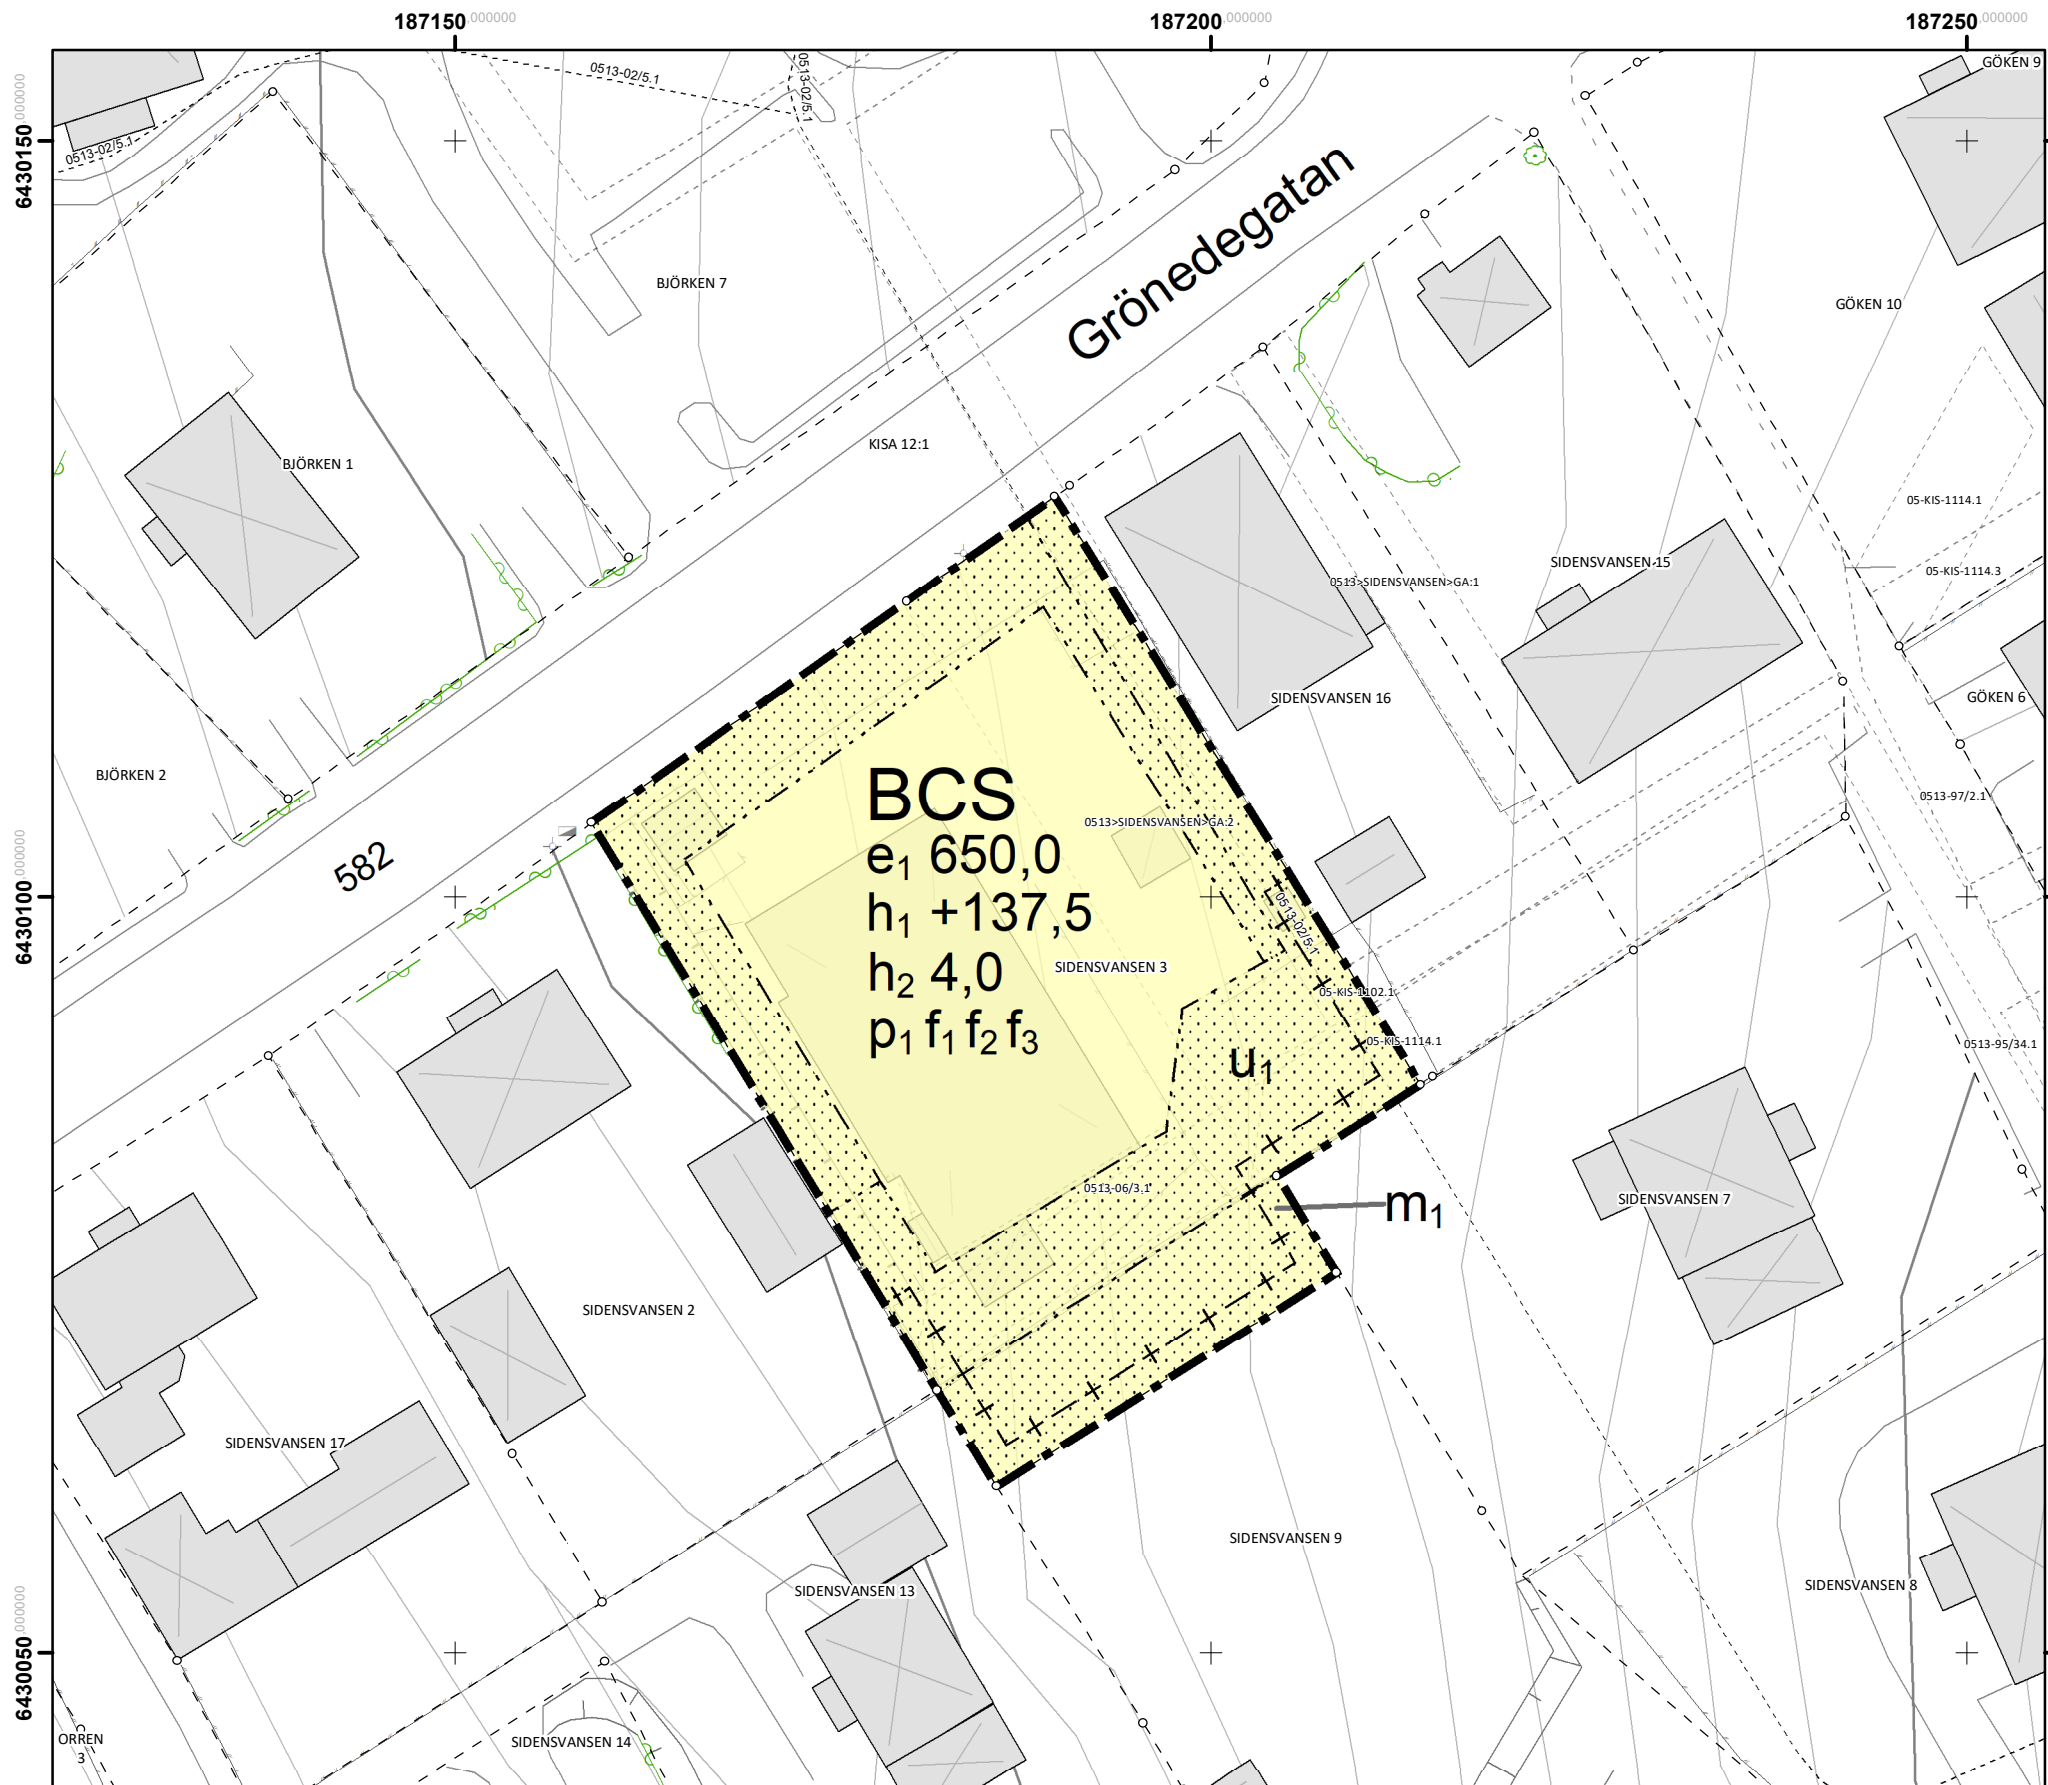 187150,000000
187200,000000
187250,000000
6430150,000000
6430100,000000
6430050,000000
0513-02/5.1
0513-02/5.1
0513-02/5.1
GÖKEN 9
BJÖRKEN 7
Grönedegatan
GÖKEN 10
BJÖRKEN 1
KISA 12:1
05-KIS-1114.1
SIDENSVANSEN 15
05-KIS-1114.3
0513>SIDENSVANSEN>GA:1
SIDENSVANSEN 16
GÖKEN 6
BJÖRKEN 2
582
BCS
0513>SIDENSVANSEN>GA:2
0513-97/2.1
e1 650,0
h1 +137,5
0513-02/5.1
h2 4,0
SIDENSVANSEN 3
05-KIS-1102.1
p1 f1 f2 f3
05-KIS-1114.1
0513-95/34.1
u1
0513-06/3.1
m1
SIDENSVANSEN 7
SIDENSVANSEN 2
SIDENSVANSEN 17
SIDENSVANSEN 9
SIDENSVANSEN 13
SIDENSVANSEN 8
ORREN
3
SIDENSVANSEN 14